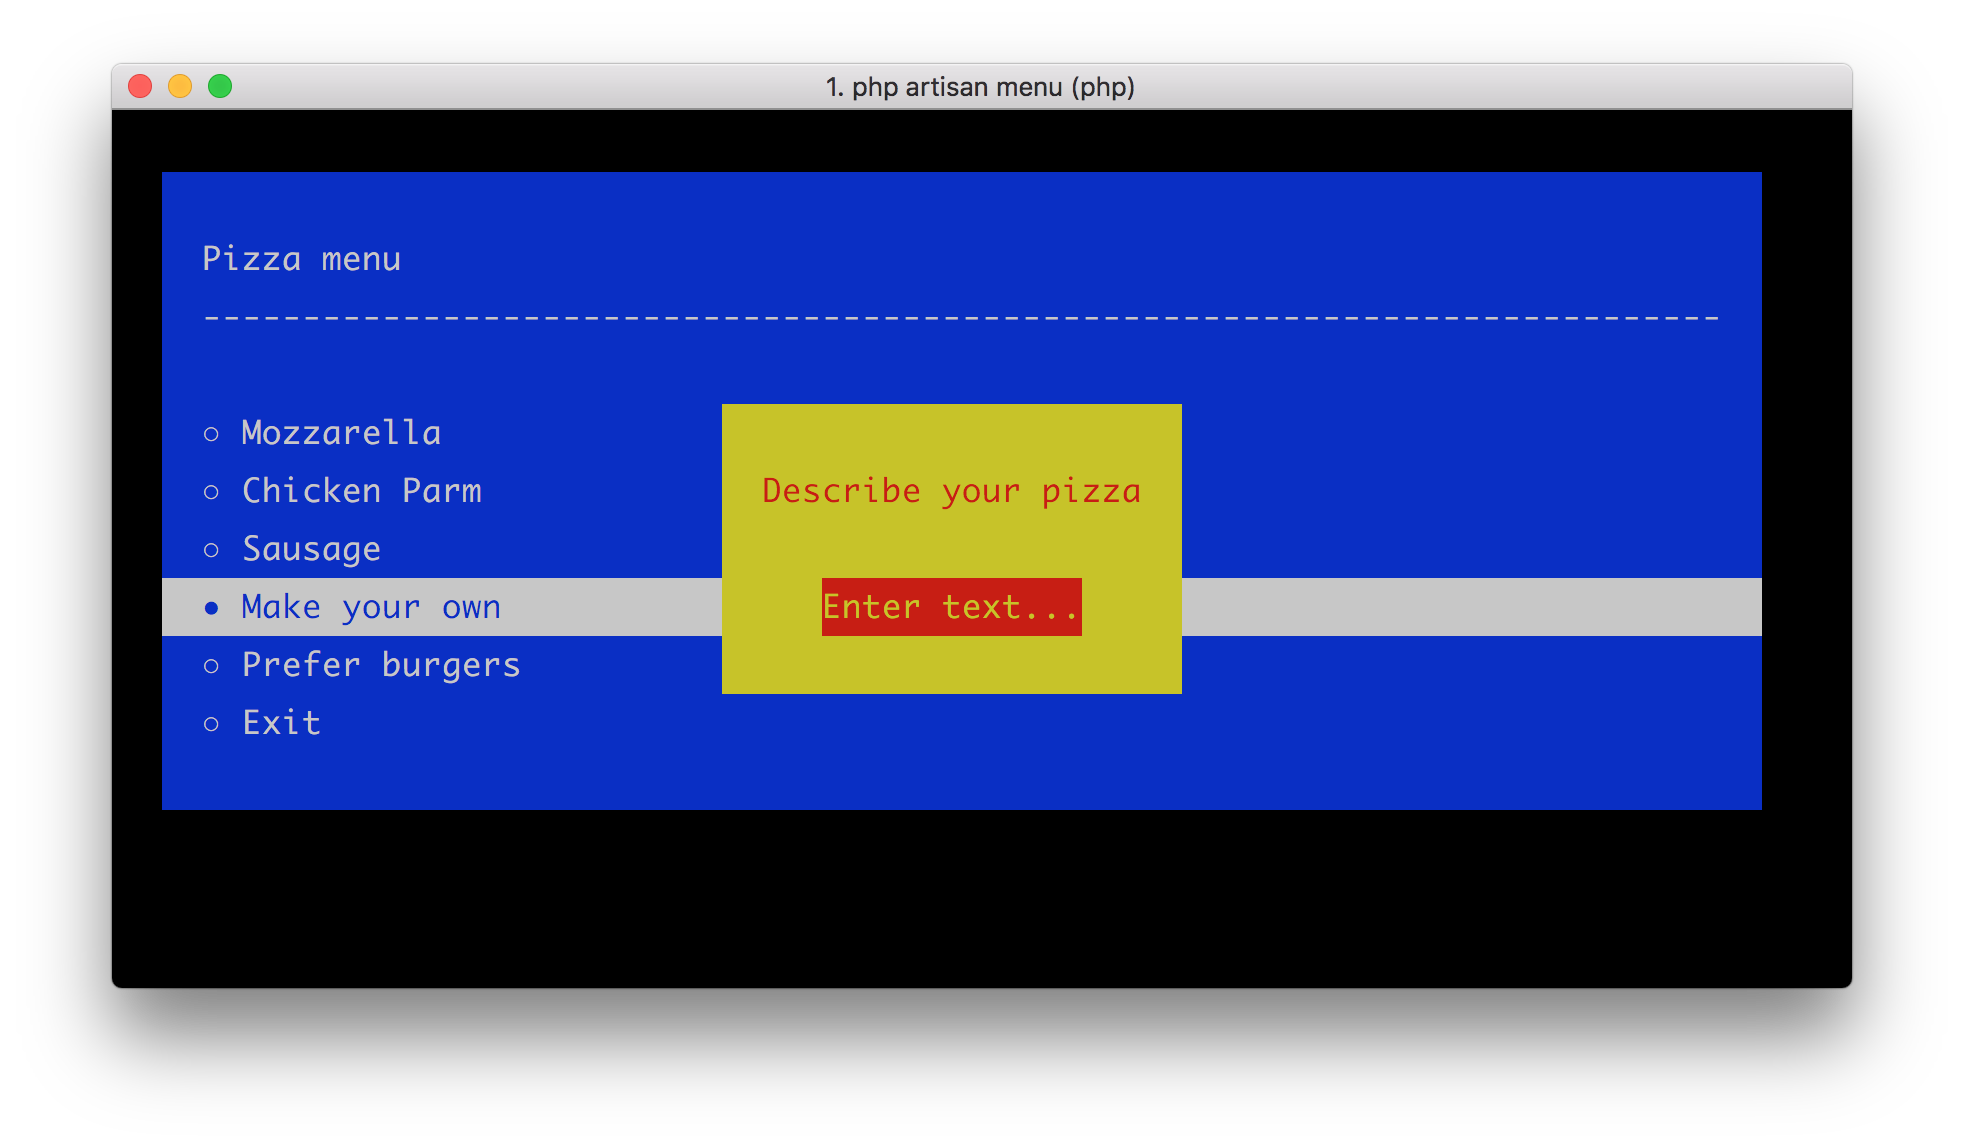 1. php artisan menu (php)
Pizza menu
----------------------------------------------------------------------------
○ Mozzarella
○ Chicken Parm
○ Sausage
● Make your own
○ Prefer burgers
○ Exit
Describe your pizza
Enter text...